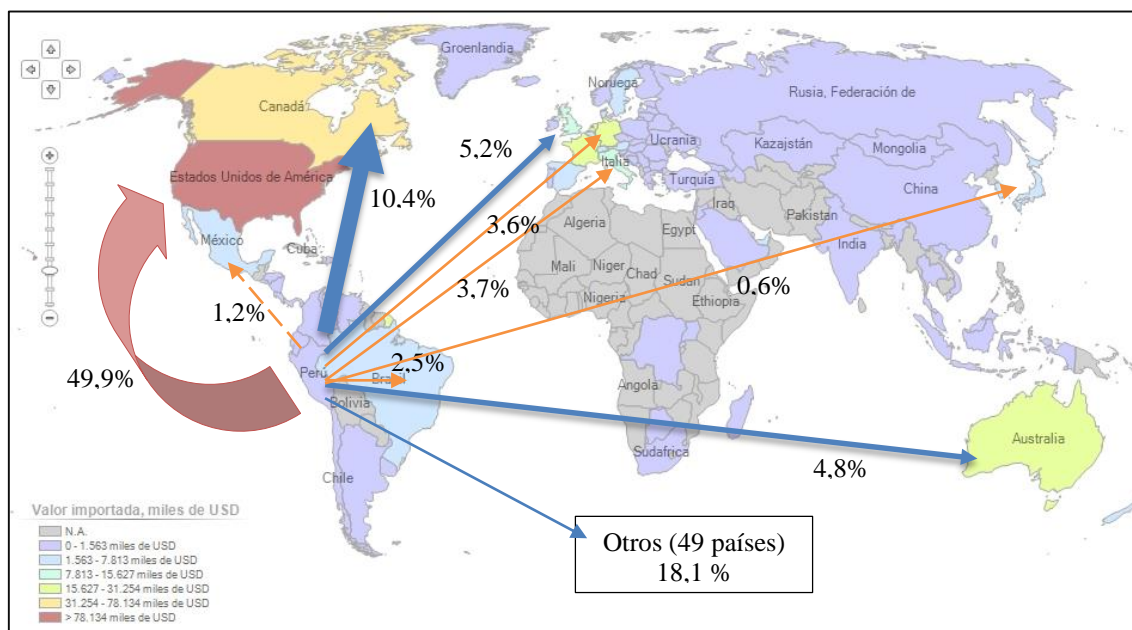 Groenlandia
Noruega
Rusia, Federación de
Canadá
Ucrania
Kazajstán
Mongolia
5,2%
Italia
Turquía
Estados Unidos de América
China
10,4%
Iraq
Pakistan
Algeria
Egypt
3,6%
México
Cuba
India
Mali
Niger
Chad
Sudan
3,7%
0,6%
Nigeria
Ethiopia
1,2%
2,5%
Perú
Brasil
49,9%
Bolivia
Angola
Australia
Sudafrica
4,8%
Chile
Valor importada, miles de USD
N.A.
0 - 1.563 miles de USD
1.563 - 7.813 miles de USD
7.813 - 15.627 miles de USD
15.627 - 31.254 miles de USD
31.254 - 78.134 miles de USD
> 78.134 miles de USD
Otros (49 países)
18,1 %